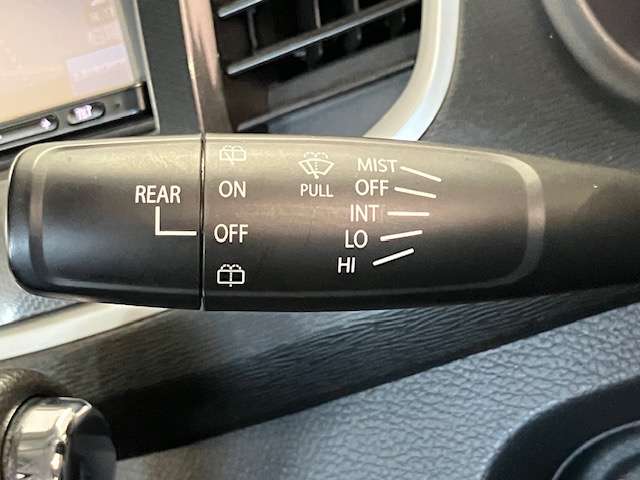 REAR
ON
OFF
PULL
MIST
OFF
INT
LO
HI